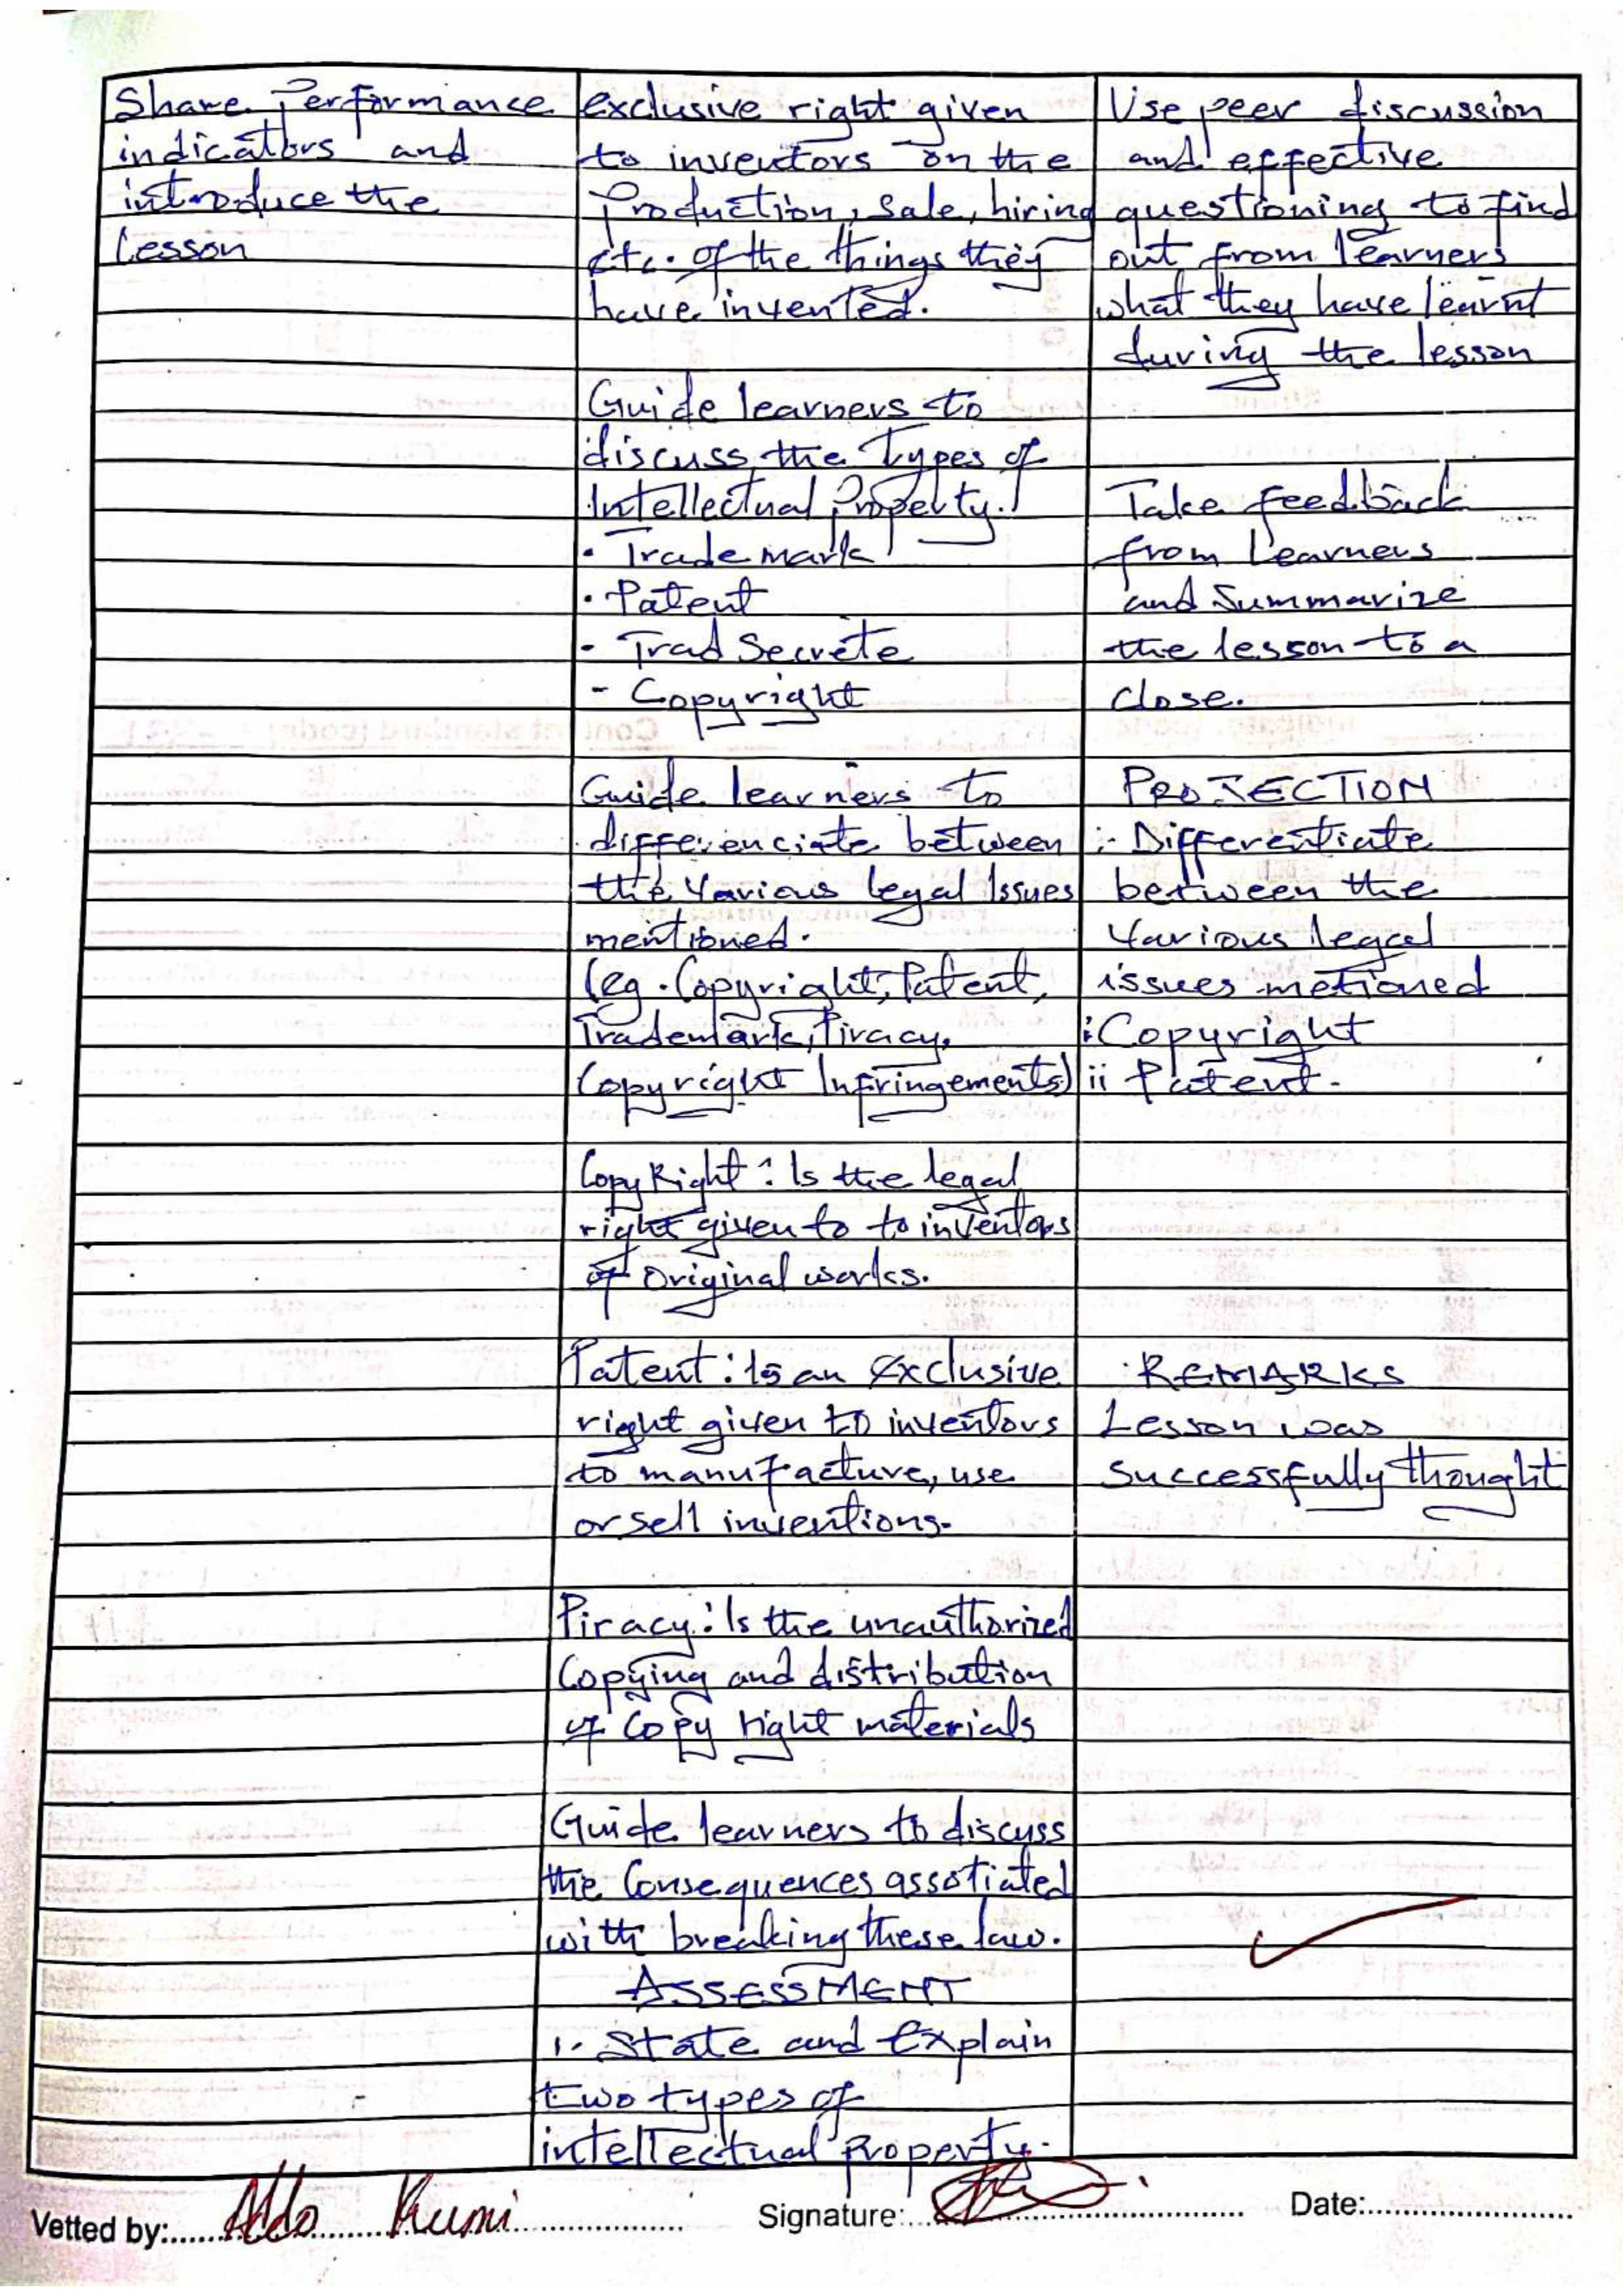 Share Performance
indicators and
introduce the
lesson
exclusive right given
to inventors on the
Production, Sale, hiring
etc. of the things they
have invented.
Guide learners to
discuss the Types of
Intellectual Property.
• Trade mark
• Patent
- Trad Secrete
- Copyright
Guide learners to
differenciate between
the Various legal Issues
mentioned.
(eg. Copyright, Patent,
Trademark, Piracy,
Copyright Infringements)
Copy Right: Is the legal
right given to to inventors
of Original works.
Patent: Is an Exclusive
right given to inventors
to manufacture, use
or sell inventions.
Piracy: Is the unauthorized
Copying and distribution
of Copy right materials
Guide learners to discuss
the Consequences assotiated
with breaking these law.
ASSESSMENT
1. State and Explain
two types of
intellectual Property.
Use peer discussion
and effective
questioning to find
out from learners
what they have learnt
during the lesson
Take feedback
from Learners
and Summarize
the lesson to a
close.
PROJECTION
:- Differentiate
between the
Various legal
issues metioned
i Copyright
ii Patent.
REMARKS
Lesson was
Successfully thought
Vetted by: Addo Kumi
Signature:
Date: